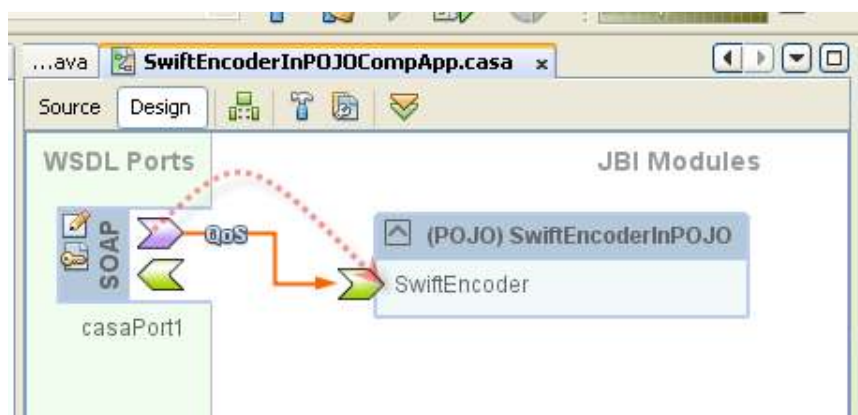 ...ava SwiftEncoderInPOJOCompApp.casa x
Source Design
WSDL Ports JBI Modules
SOAP QoS (POJO) SwiftEncoderInPOJO
SwiftEncoder
casaPort1